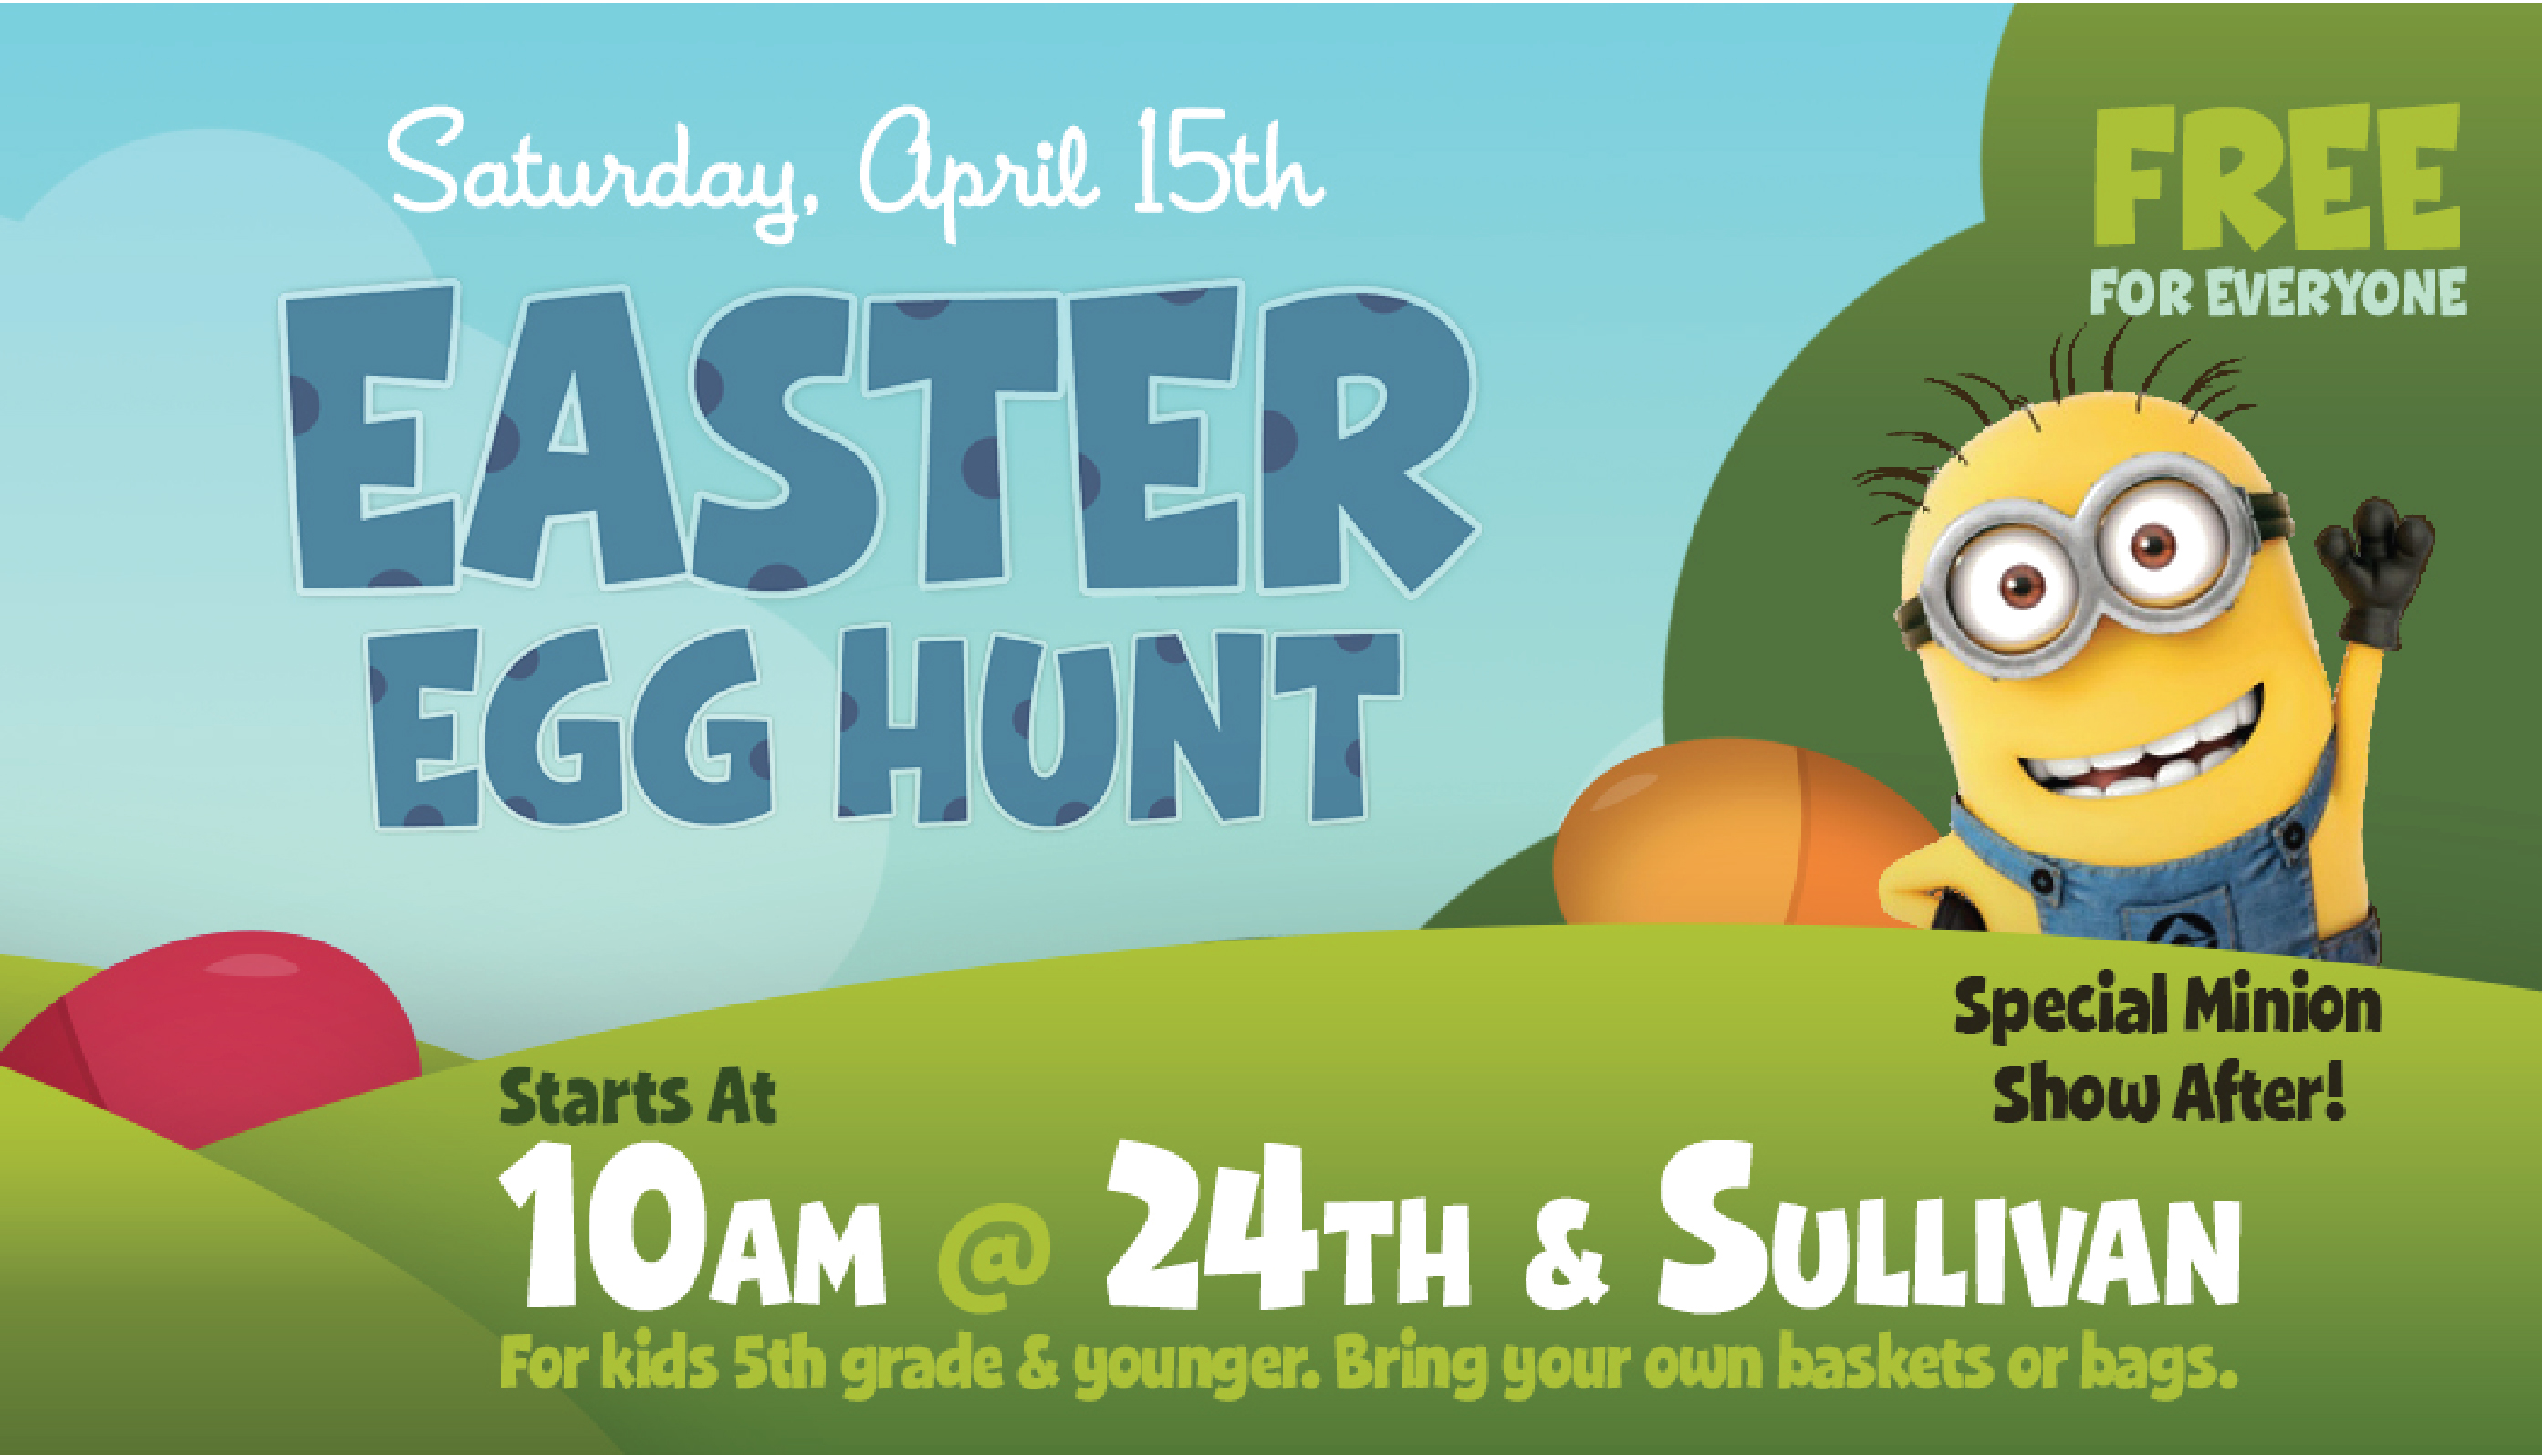 Saturday, April 15th
EASTER
EGG HUNT
FREE
FOR EVERYONE
Special Minion
Show After!
Starts At
10AM @ 24TH & SULLIVAN
For kids 5th grade & younger. Bring your own baskets or bags.